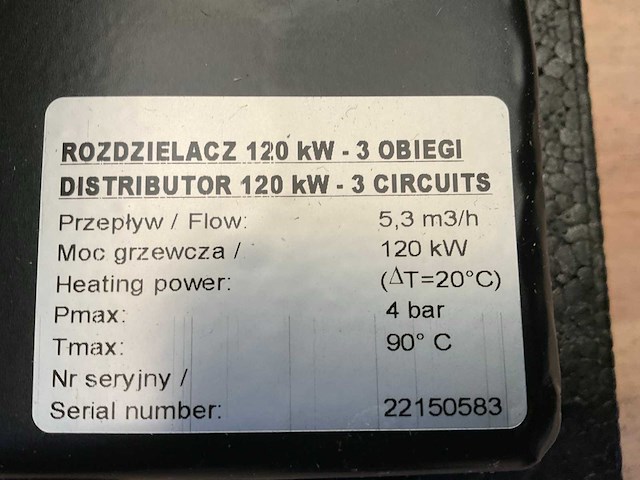 ROZDZIELACZ 120 kW - 3 OBIEGI
DISTRIBUTOR 120 kW - 3 CIRCUITS
Przepływ / Flow: 5,3 m3/h
Moc grzewcza / 120 kW
Heating power: (ΔT=20°C)
Pmax: 4 bar
Tmax: 90° C
Nr seryjny /
Serial number: 22150583